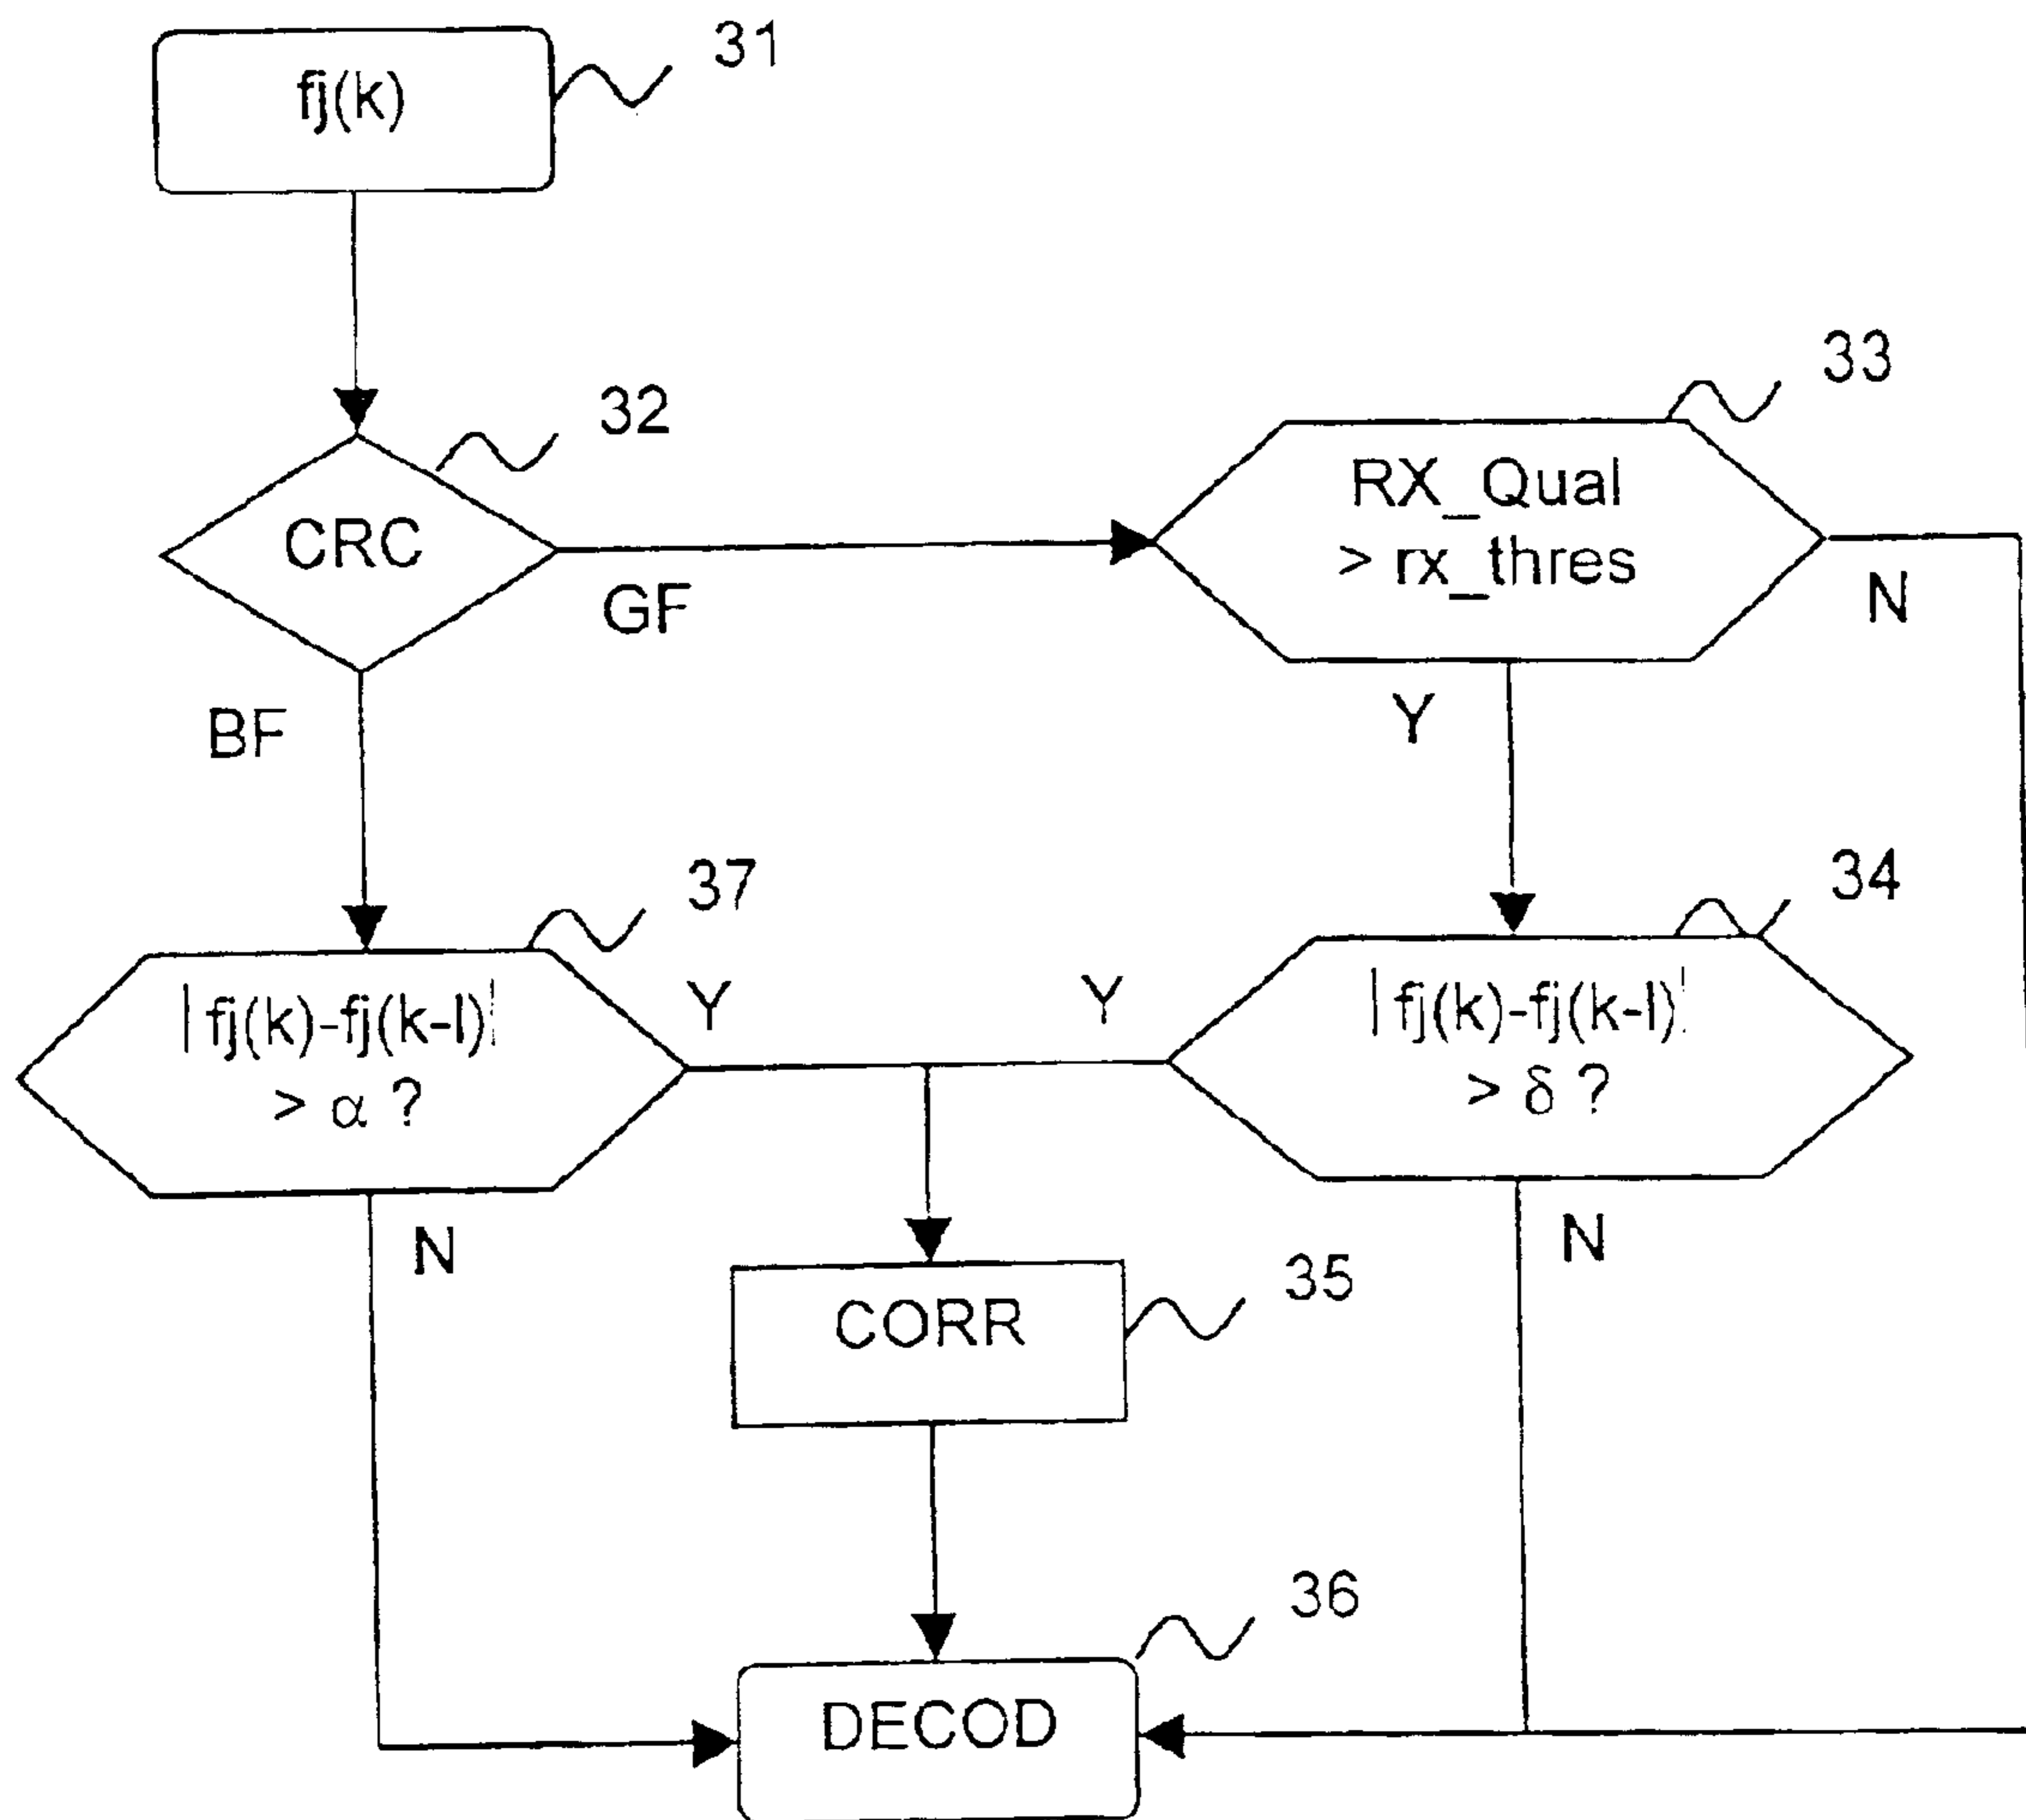 fj(k)
31
CRC
32
GF
BF
RX_Qual
> rx_thres
33
N
Y
|fj(k)-fj(k-l)|
> α ?
37
Y
N
|fj(k)-fj(k-l)|
> δ ?
34
Y
N
CORR
35
DECOD
36